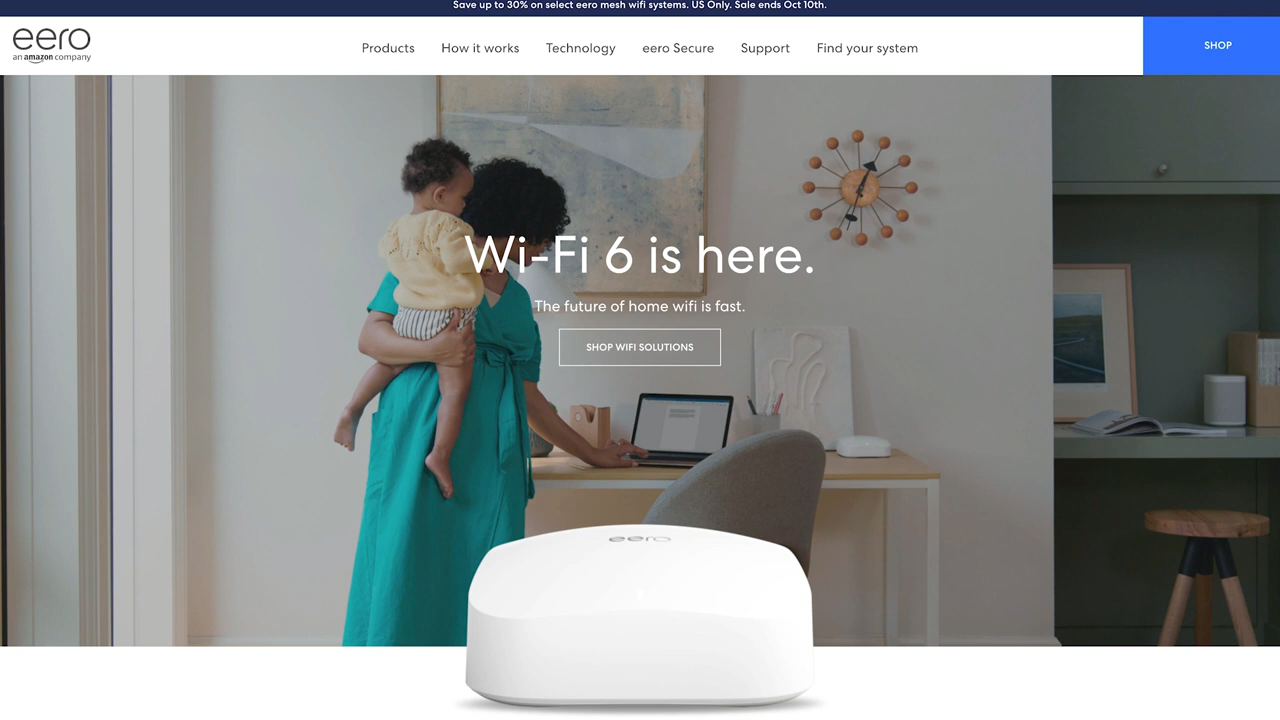 Save up to 30% on select eero mesh wifi systems. US Only. Sale ends Oct 10th.
eero
an amazon company
Products
How it works
Technology
eero Secure
Support
Find your system
SHOP
Wi-Fi 6 is here.
The future of home wifi is fast.
SHOP WIFI SOLUTIONS
eero